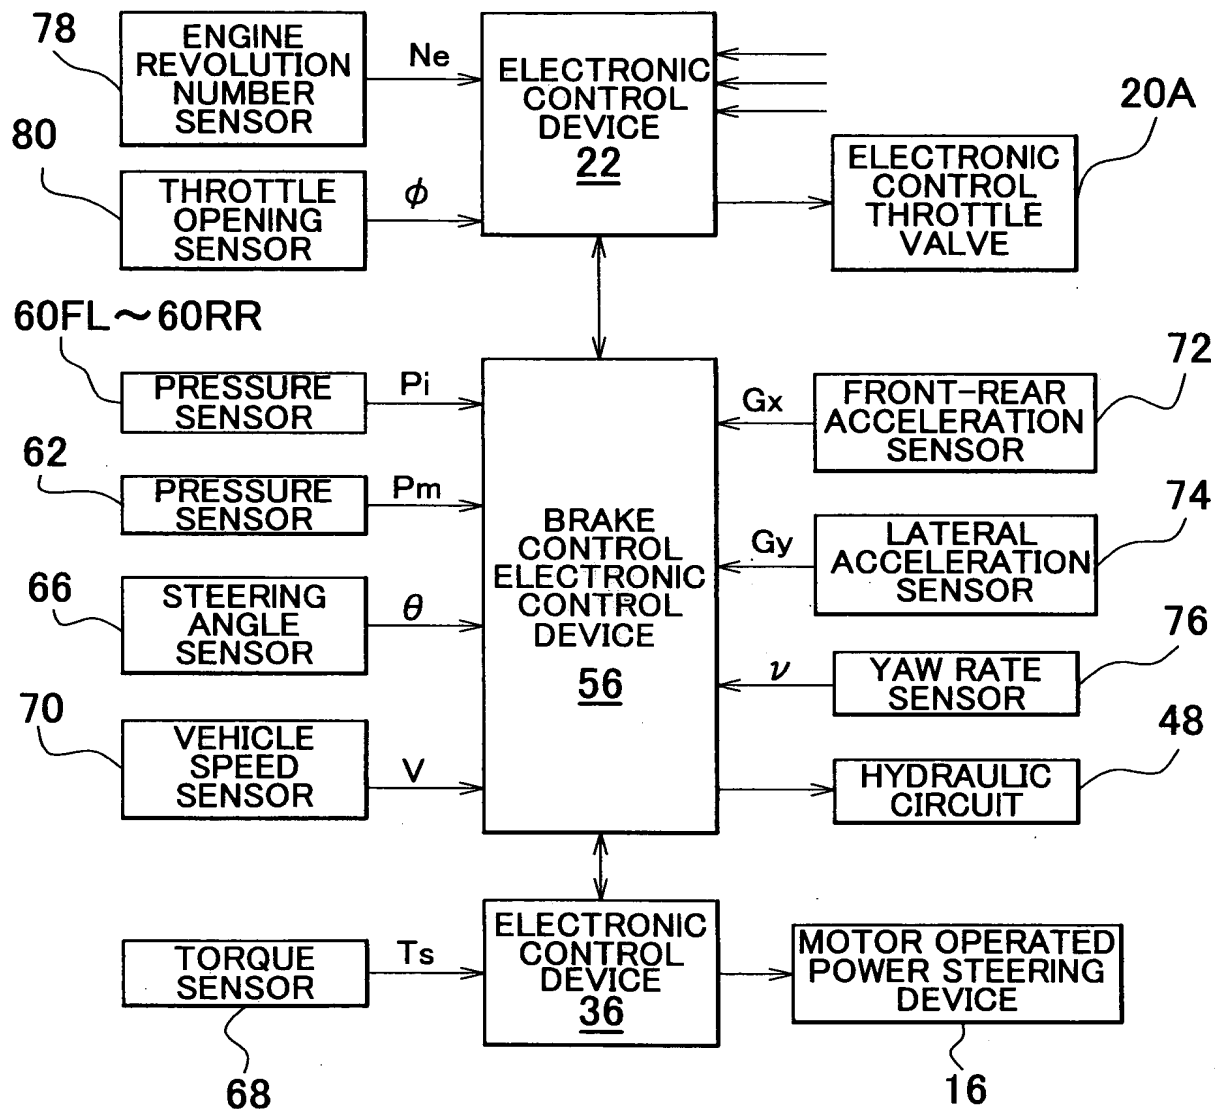 78
ENGINE
REVOLUTION
NUMBER
SENSOR
Ne
80
THROTTLE
OPENING
SENSOR
ϕ
ELECTRONIC
CONTROL
DEVICE
22
20A
ELECTRONIC
CONTROL
THROTTLE
VALVE
60FL～60RR
PRESSURE
SENSOR
Pi
62
PRESSURE
SENSOR
Pm
66
STEERING
ANGLE
SENSOR
θ
70
VEHICLE
SPEED
SENSOR
V
BRAKE
CONTROL
ELECTRONIC
CONTROL
DEVICE
56
Gx
FRONT-REAR
ACCELERATION
SENSOR
72
Gy
LATERAL
ACCELERATION
SENSOR
74
ν
YAW RATE
SENSOR
76
HYDRAULIC
CIRCUIT
48
TORQUE
SENSOR
68
Ts
ELECTRONIC
CONTROL
DEVICE
36
MOTOR OPERATED
POWER STEERING
DEVICE
16